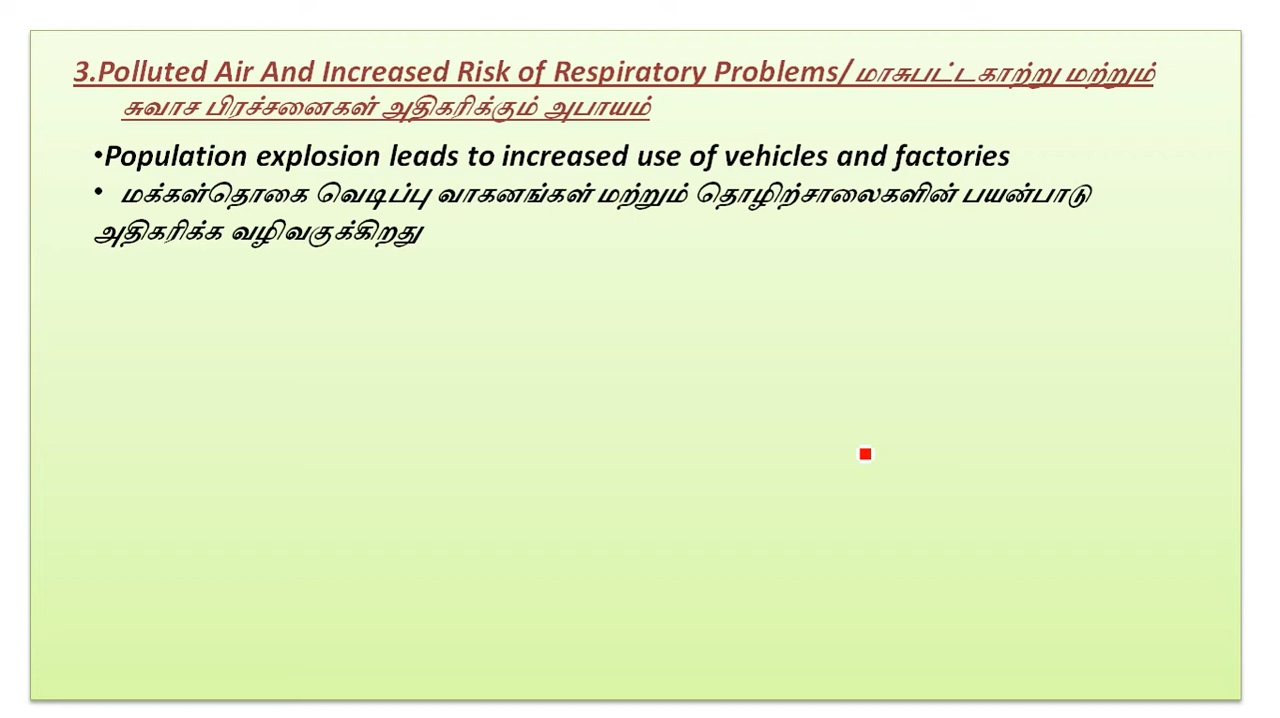 3.Polluted Air And Increased Risk of Respiratory Problems/மாசுபட்டகாற்று மற்றும்
சுவாச பிரச்சனைகள் அதிகரிக்கும் அபாயம்
•Population explosion leads to increased use of vehicles and factories
• மக்கள்தொகை வெடிப்பு வாகனங்கள் மற்றும் தொழிற்சாலைகளின் பயன்பாடு
அதிகரிக்க வழிவகுக்கிறது